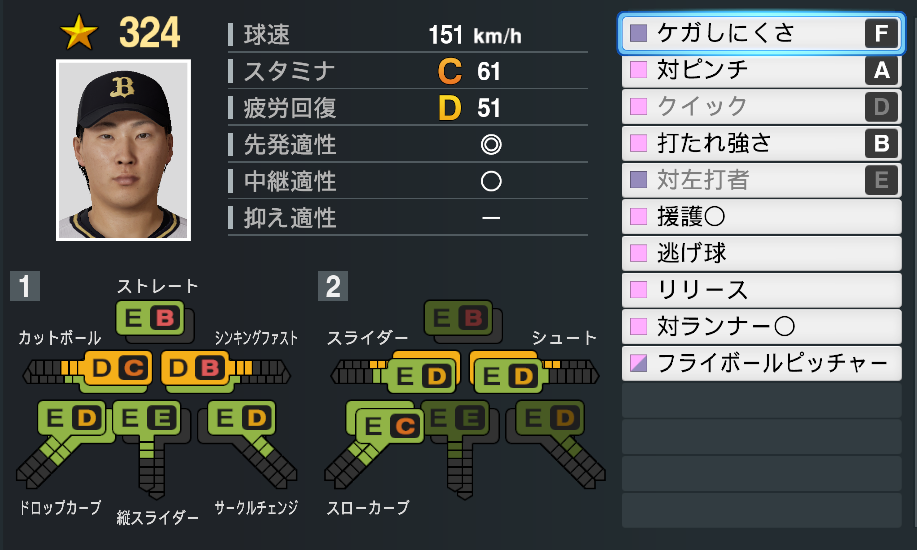 324
B
球速 151 km/h
スタミナ C 61
疲労回復 D 51
先発適性 ◎
中継適性 ○
抑え適性 ー
ケガしにくさ F
対ピンチ A
クイック D
打たれ強さ B
対左打者 E
援護○
逃げ球
リリース
対ランナー○
フライボールピッチャー
1
ストレート
E B
カットボール シンキングファスト
D C D B
E D E E E D
ドロップカーブ 縦スライダー サークルチェンジ
2
E B
スライダー シュート
E D E D
E C E E E D
スローカーブ